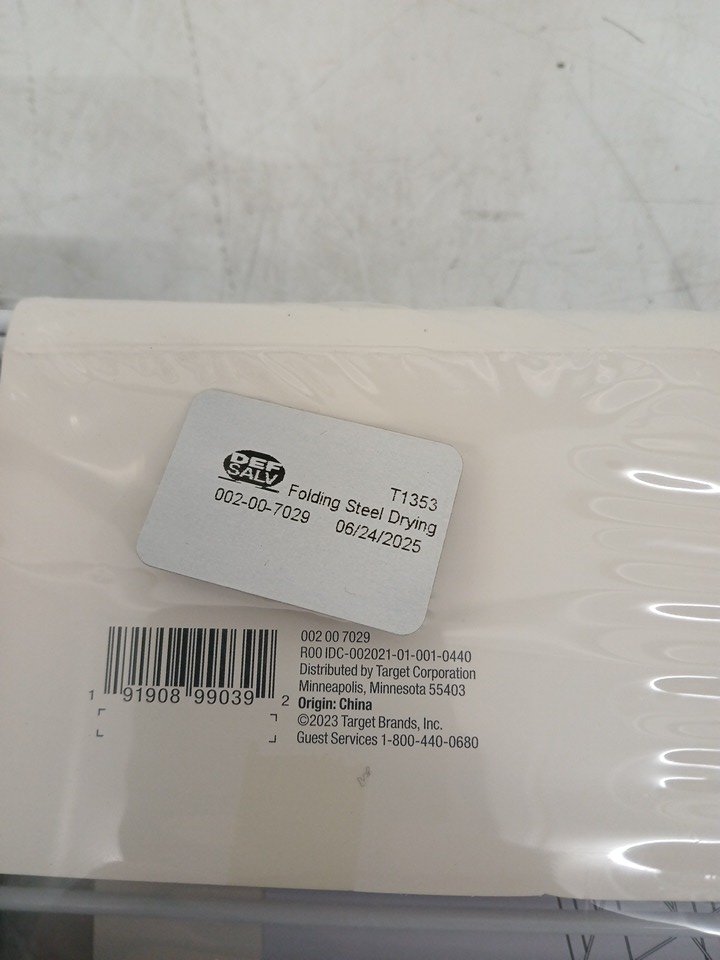 DEF
SALV
T1353
Folding Steel Drying
002-00-7029 06/24/2025
1 91908 99039 2
002 00 7029
R00 IDC-002021-01-001-0440
Distributed by Target Corporation
Minneapolis, Minnesota 55403
Origin: China
©2023 Target Brands, Inc.
Guest Services 1-800-440-0680